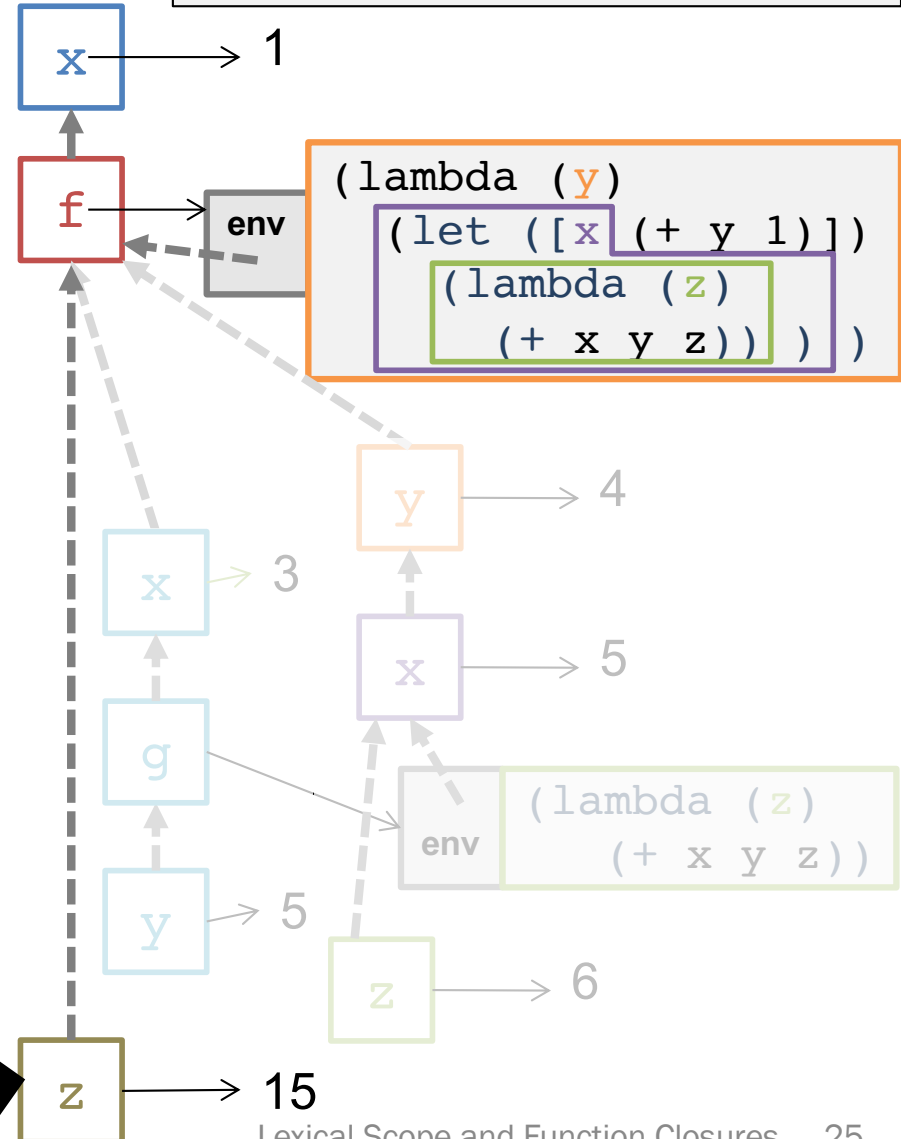 x 1
f env
(lambda (y)
(let ([x (+ y 1)])
(lambda (z)
(+ x y z)) ) )
y 4
x 3
x 5
g
env
(lambda (z)
(+ x y z))
y 5
z 6
z 15
Lexical Scope and Function Closures 25